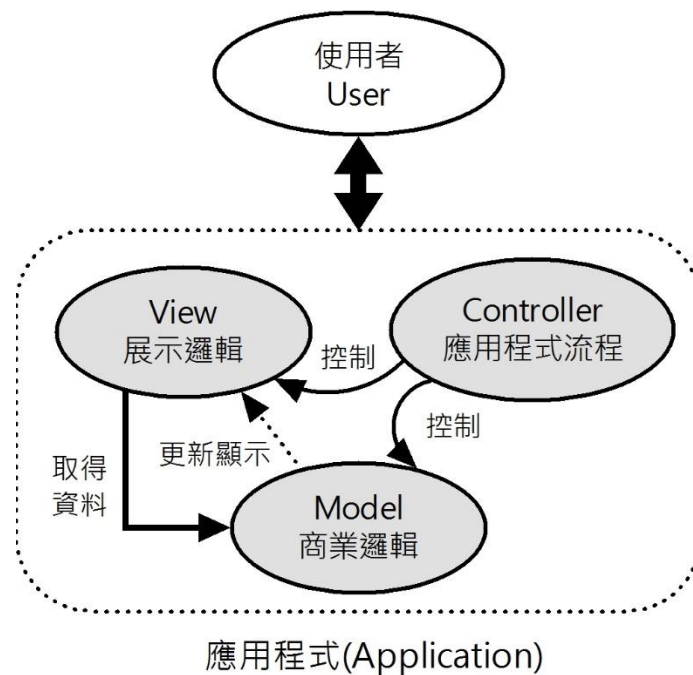 使用者
User
View
展示邏輯
Controller
應用程式流程
控制
控制
更新顯示
取得
資料
Model
商業邏輯
應用程式(Application)